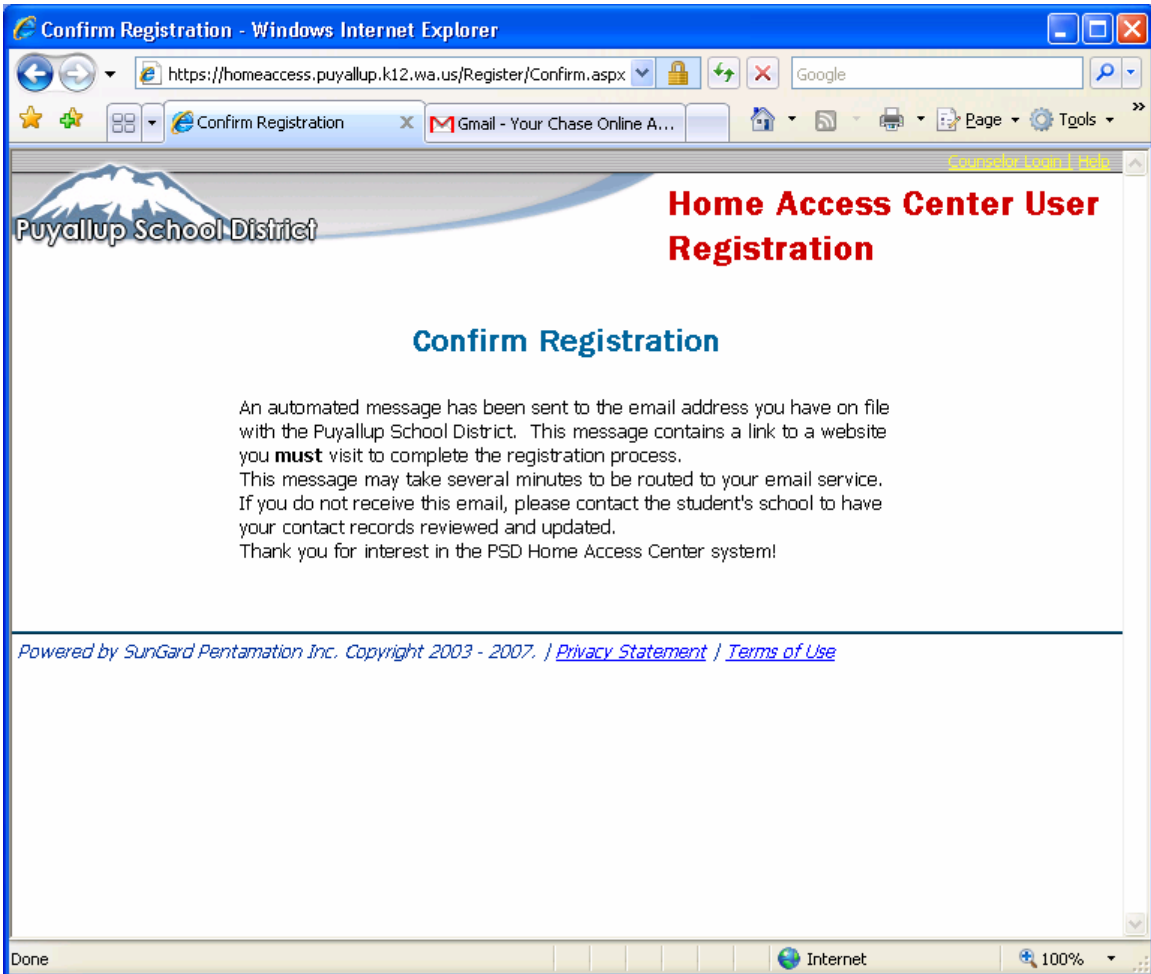 Confirm Registration - Windows Internet Explorer
https://homeaccess.puyallup.k12.wa.us/Register/Confirm.aspx
Google
Confirm Registration
Gmail - Your Chase Online A...
Page
Tools
Counselor Login | Help
Puyallup School District
Home Access Center User
Registration
Confirm Registration
An automated message has been sent to the email address you have on file
with the Puyallup School District. This message contains a link to a website
you must visit to complete the registration process.
This message may take several minutes to be routed to your email service.
If you do not receive this email, please contact the student's school to have
your contact records reviewed and updated.
Thank you for interest in the PSD Home Access Center system!
Powered by SunGard Pentamation Inc. Copyright 2003 - 2007. | Privacy Statement | Terms of Use
Done
Internet
100%